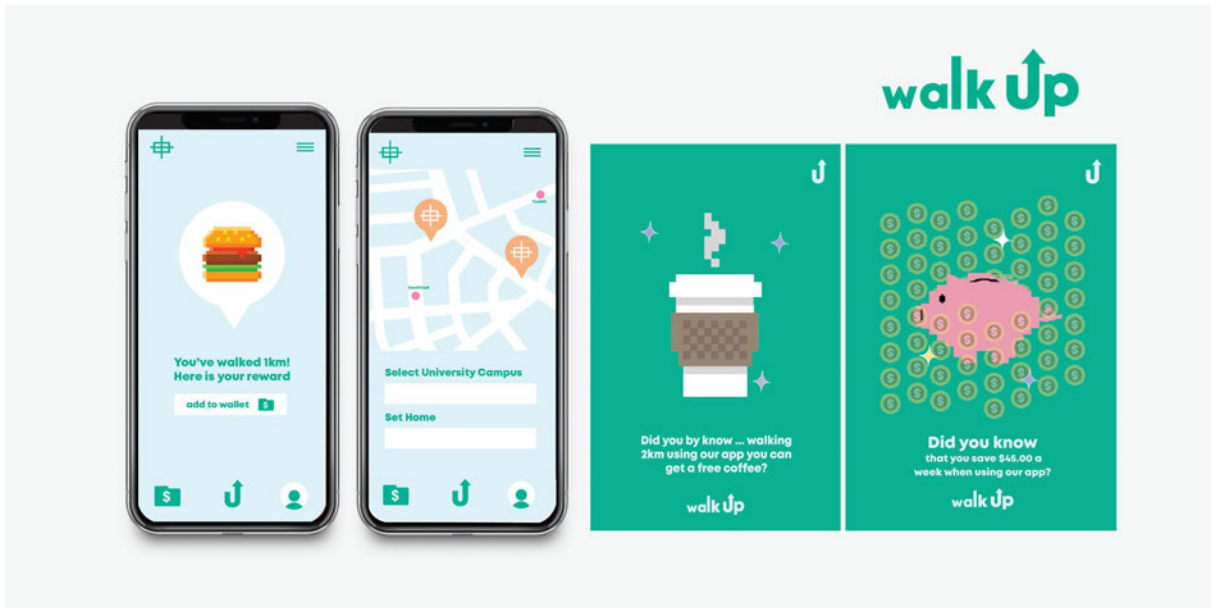 walk Up
You've walked 1km!
Here is your reward
add to wallet $
$
Select University Campus
Set Home
$
Did you by know ... walking
2km using our app you can
get a free coffee?
walk Up
Did you know
that you save $45.00 a
week when using our app?
walk Up